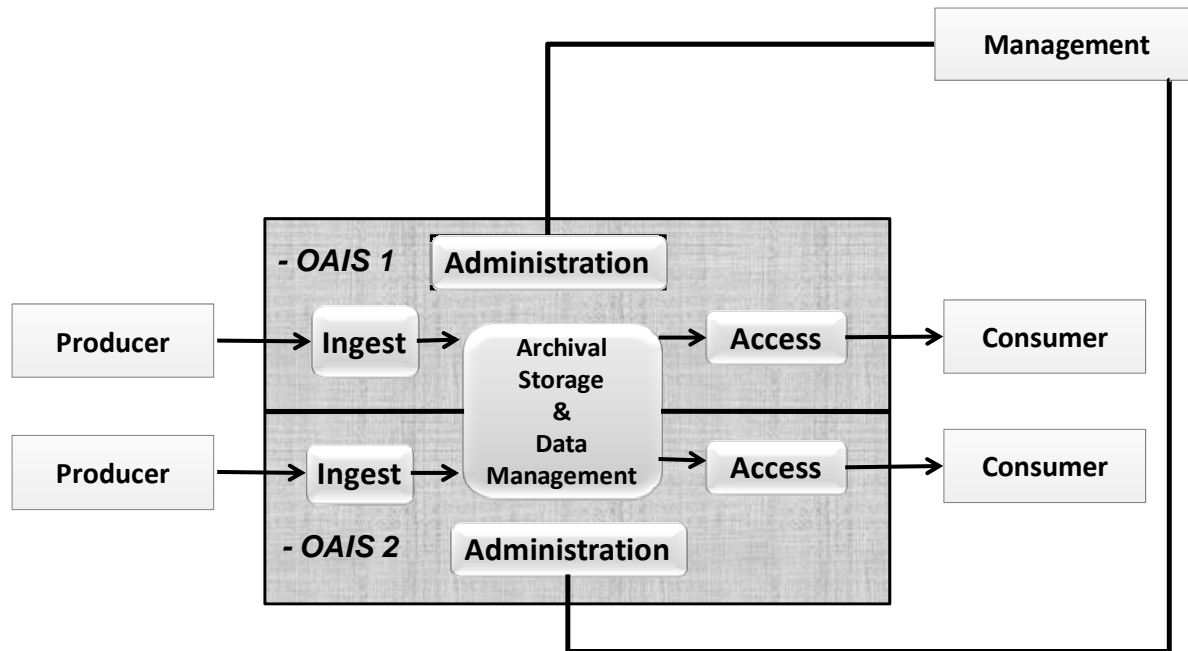 Management
- OAIS 1
Administration
Producer
Ingest
Archival
Storage
&
Data
Management
Access
Consumer
Producer
Ingest
Access
Consumer
- OAIS 2
Administration